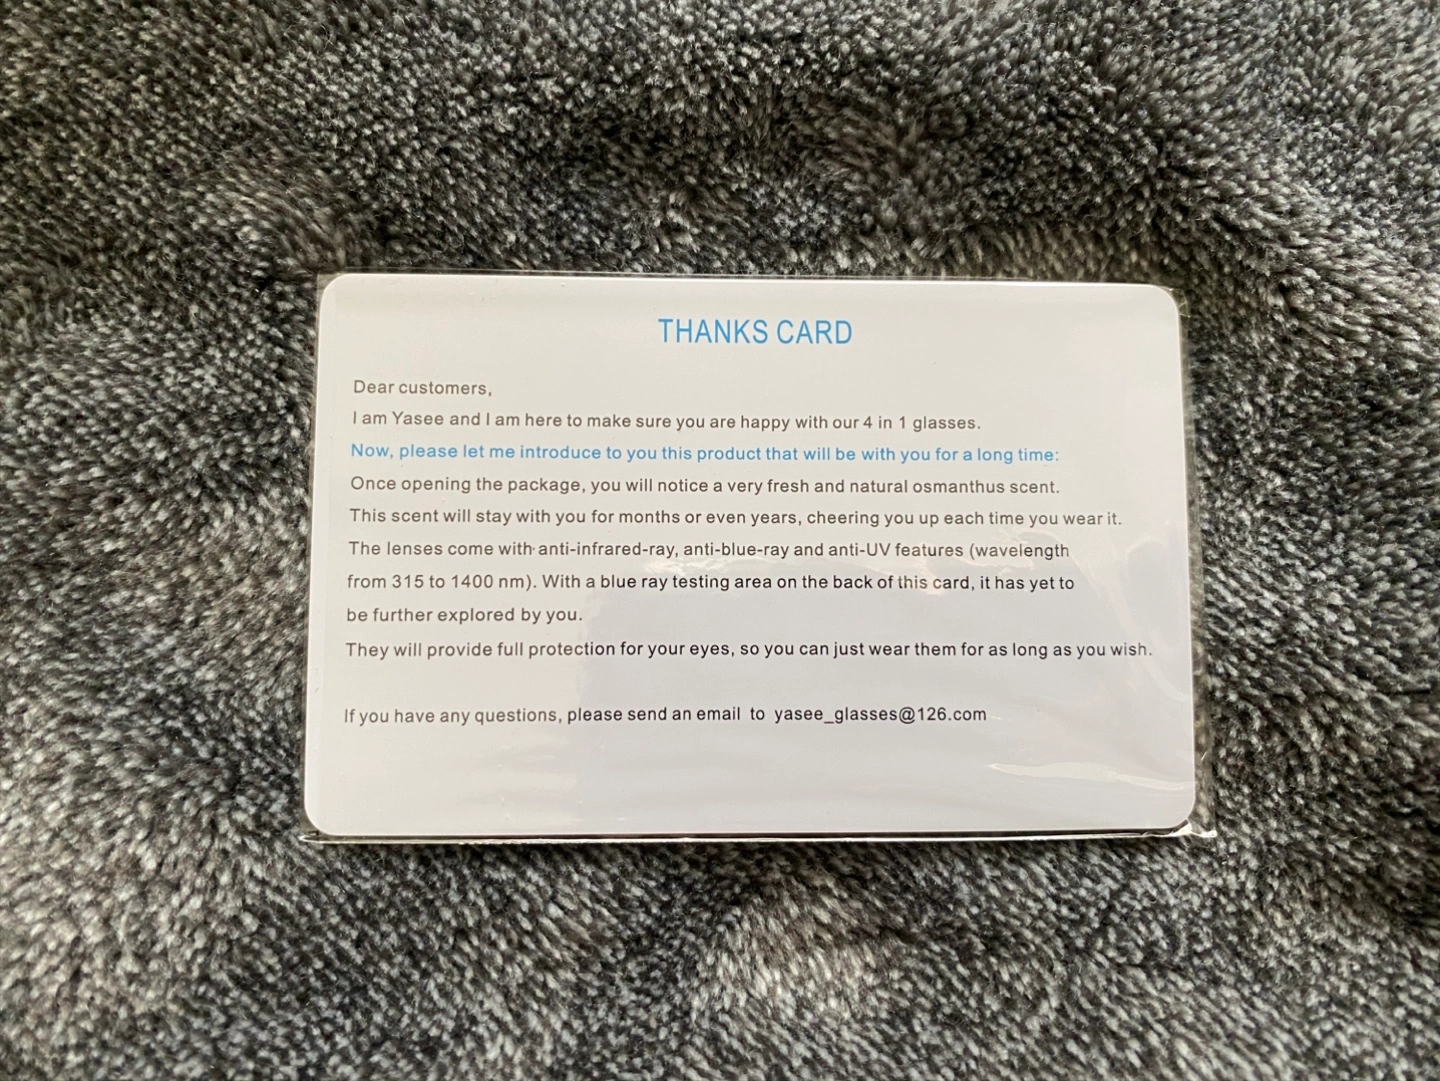 THANKS CARD
Dear customers,
I am Yasee and I am here to make sure you are happy with our 4 in 1 glasses.
Now, please let me introduce to you this product that will be with you for a long time:
Once opening the package, you will notice a very fresh and natural osmanthus scent.
This scent will stay with you for months or even years, cheering you up each time you wear it.
The lenses come with anti-infrared-ray, anti-blue-ray and anti-UV features (wavelength
from 315 to 1400 nm). With a blue ray testing area on the back of this card, it has yet to
be further explored by you.
They will provide full protection for your eyes, so you can just wear them for as long as you wish.
If you have any questions, please send an email to yasee_glasses@126.com